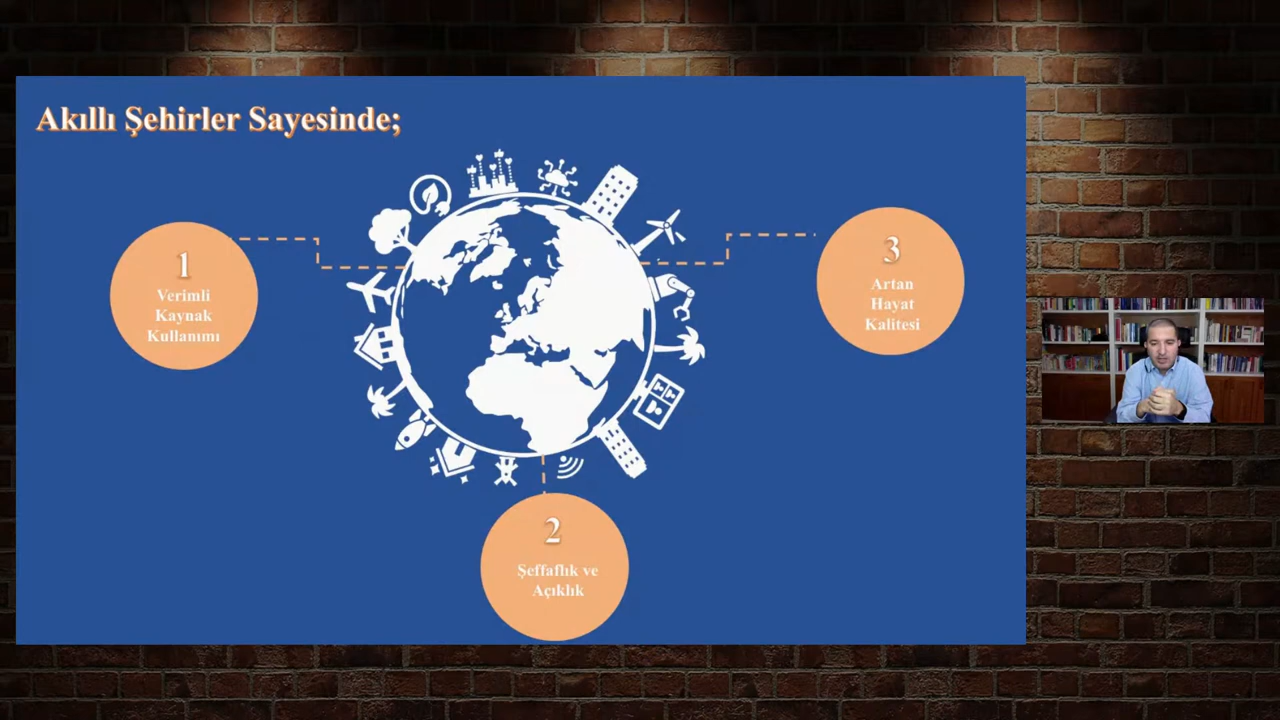 Akıllı Şehirler Sayesinde;
1
Verimli
Kaynak
Kullanımı
2
Şeffaflık ve
Açıklık
3
Artan
Hayat
Kalitesi